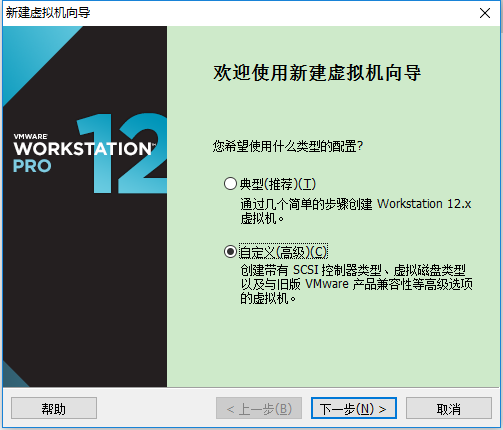 新建虚拟机向导
欢迎使用新建虚拟机向导
VMWARE
WORKSTATION™
PRO
12
您希望使用什么类型的配置?
典型(推荐)(T)
通过几个简单的步骤创建 Workstation 12.x
虚拟机。
自定义(高级)(C)
创建带有 SCSI 控制器类型、虚拟磁盘类型
以及与旧版 VMware 产品兼容性等高级选项
的虚拟机。
帮助
< 上一步(B)
下一步(N) >
取消